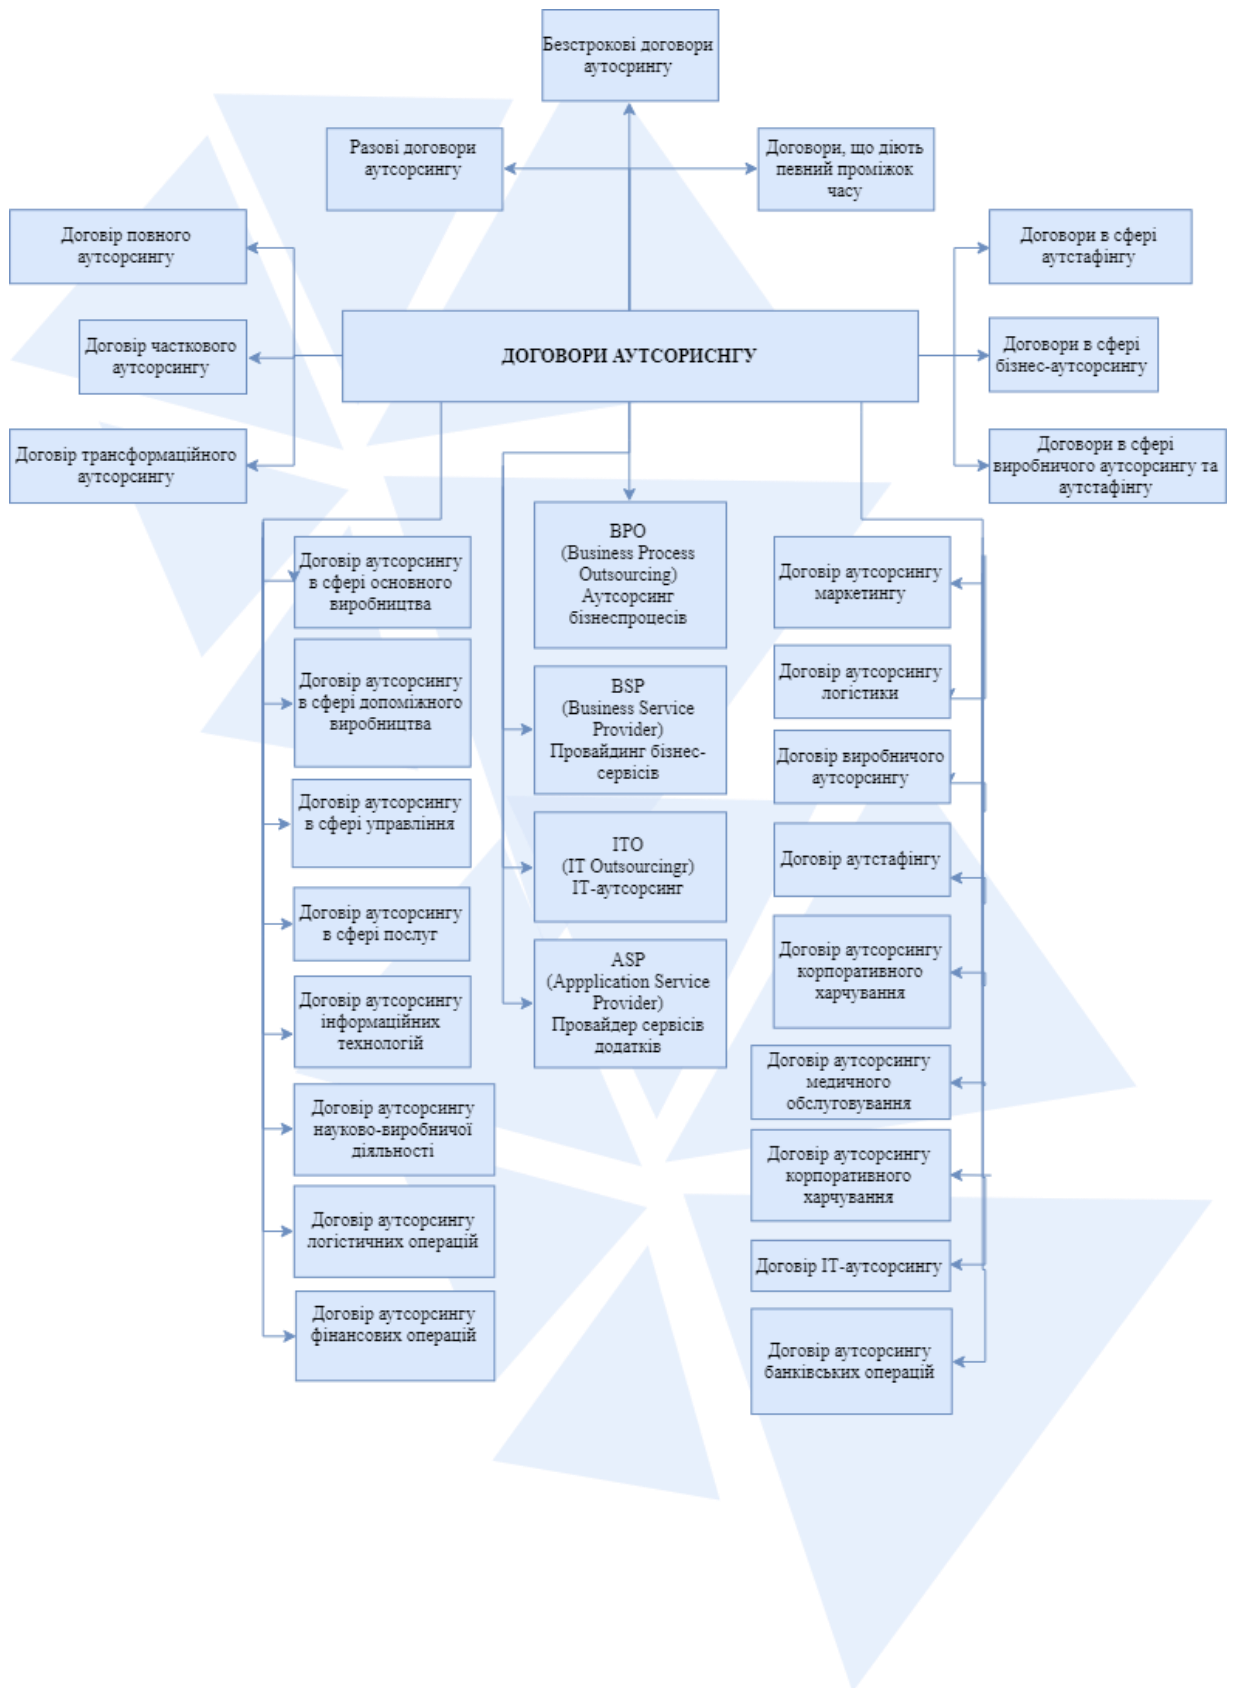 Безстрокові договори
аутосрингу
Разові договори
аутсорсингу
Договори, що діють
певний проміжок
часу
Договір повного
аутсорсингу
Договори в сфері
аутстафінгу
Договір часткового
аутсорсингу
ДОГОВОРИ АУТСОРИСНГУ
Договори в сфері
бізнес-аутсорсингу
Договір трансформаційного
аутсорсингу
Договори в сфері
виробничого аутсорсингу та
аутстафінгу
Договір аутсорсингу
в сфері основного
виробництва
Договір аутсорсингу
в сфері допоміжного
виробництва
Договір аутсорсингу
в сфері управління
Договір аутсорсингу
в сфері послуг
Договір аутсорсингу
інформаційних
технологій
Договір аутсорсингу
науково-виробничої
діяльності
Договір аутсорсингу
логістичних операцій
Договір аутсорсингу
фінансових операцій
BPO
(Business Process
Outsourcing)
Аутсорсинг
бізнеспроцесів
BSP
(Business Service
Provider)
Провайдинг бізнес-
сервісів
ITO
(IT Outsourcingr)
IT-аутсорсинг
ASP
(Appplication Service
Provider)
Провайдер сервісів
додатків
Договір аутсорсингу
маркетингу
Договір аутсорсингу
логістики
Договір виробничого
аутсорсингу
Договір аутстафінгу
Договір аутсорсингу
корпоративного
харчування
Договір аутсорсингу
медичного
обслуговування
Договір аутсорсингу
корпоративного
харчування
Договір ІТ-аутсорсингу
Договір аутсорсингу
банківських операцій